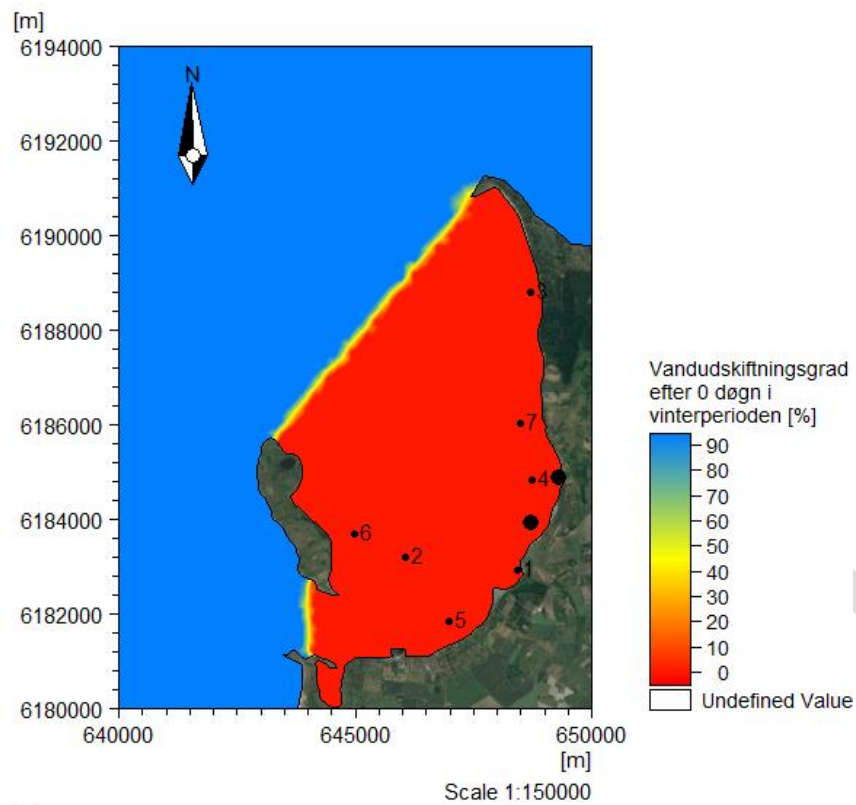 [m]
6194000
N
6192000
6190000
3
6188000
Vandudskiftningsgrad
efter 0 døgn i
vinterperioden [%]
6186000
7
90
80
4
70
6184000
6
60
2
50
1
40
6182000
5
30
20
10
0
6180000
Undefined Value
640000 645000 650000
[m]
Scale 1:150000